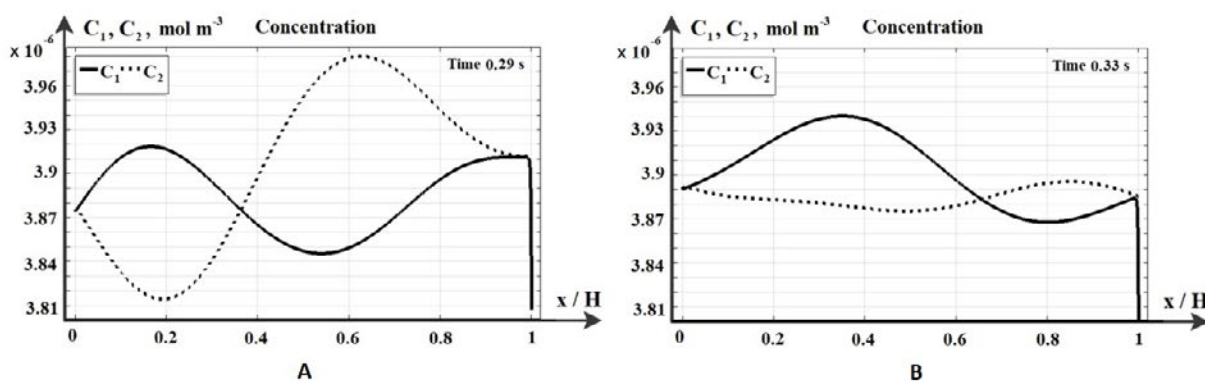 C₁, C₂, mol m⁻³ Concentration
x 10⁻⁶
Time 0.29 s
C₁ C₂
3.96
3.93
3.9
3.87
3.84
3.81
x / H
0 0.2 0.4 0.6 0.8 1
A
C₁, C₂, mol m⁻³ Concentration
x 10⁻⁶
Time 0.33 s
C₁ C₂
3.96
3.93
3.9
3.87
3.84
3.81
x / H
0 0.2 0.4 0.6 0.8 1
B